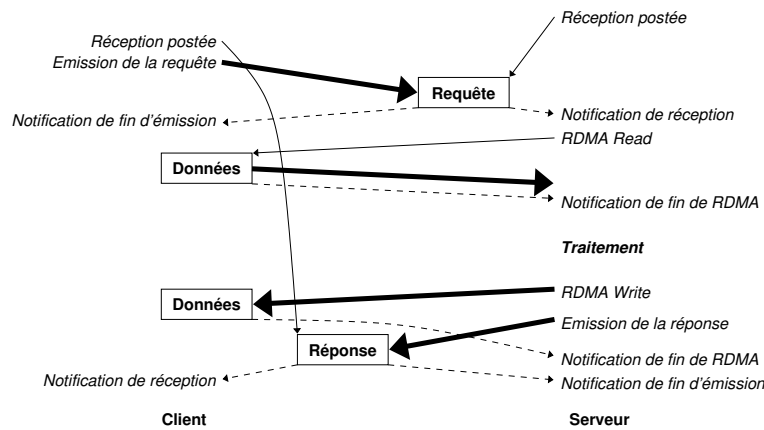 Réception postée
Réception postée
Emission de la requête
Requête
Notification de fin d'émission
Notification de réception
RDMA Read
Données
Notification de fin de RDMA
Traitement
Données
RDMA Write
Emission de la réponse
Réponse
Notification de fin de RDMA
Notification de réception
Notification de fin d'émission
Client
Serveur